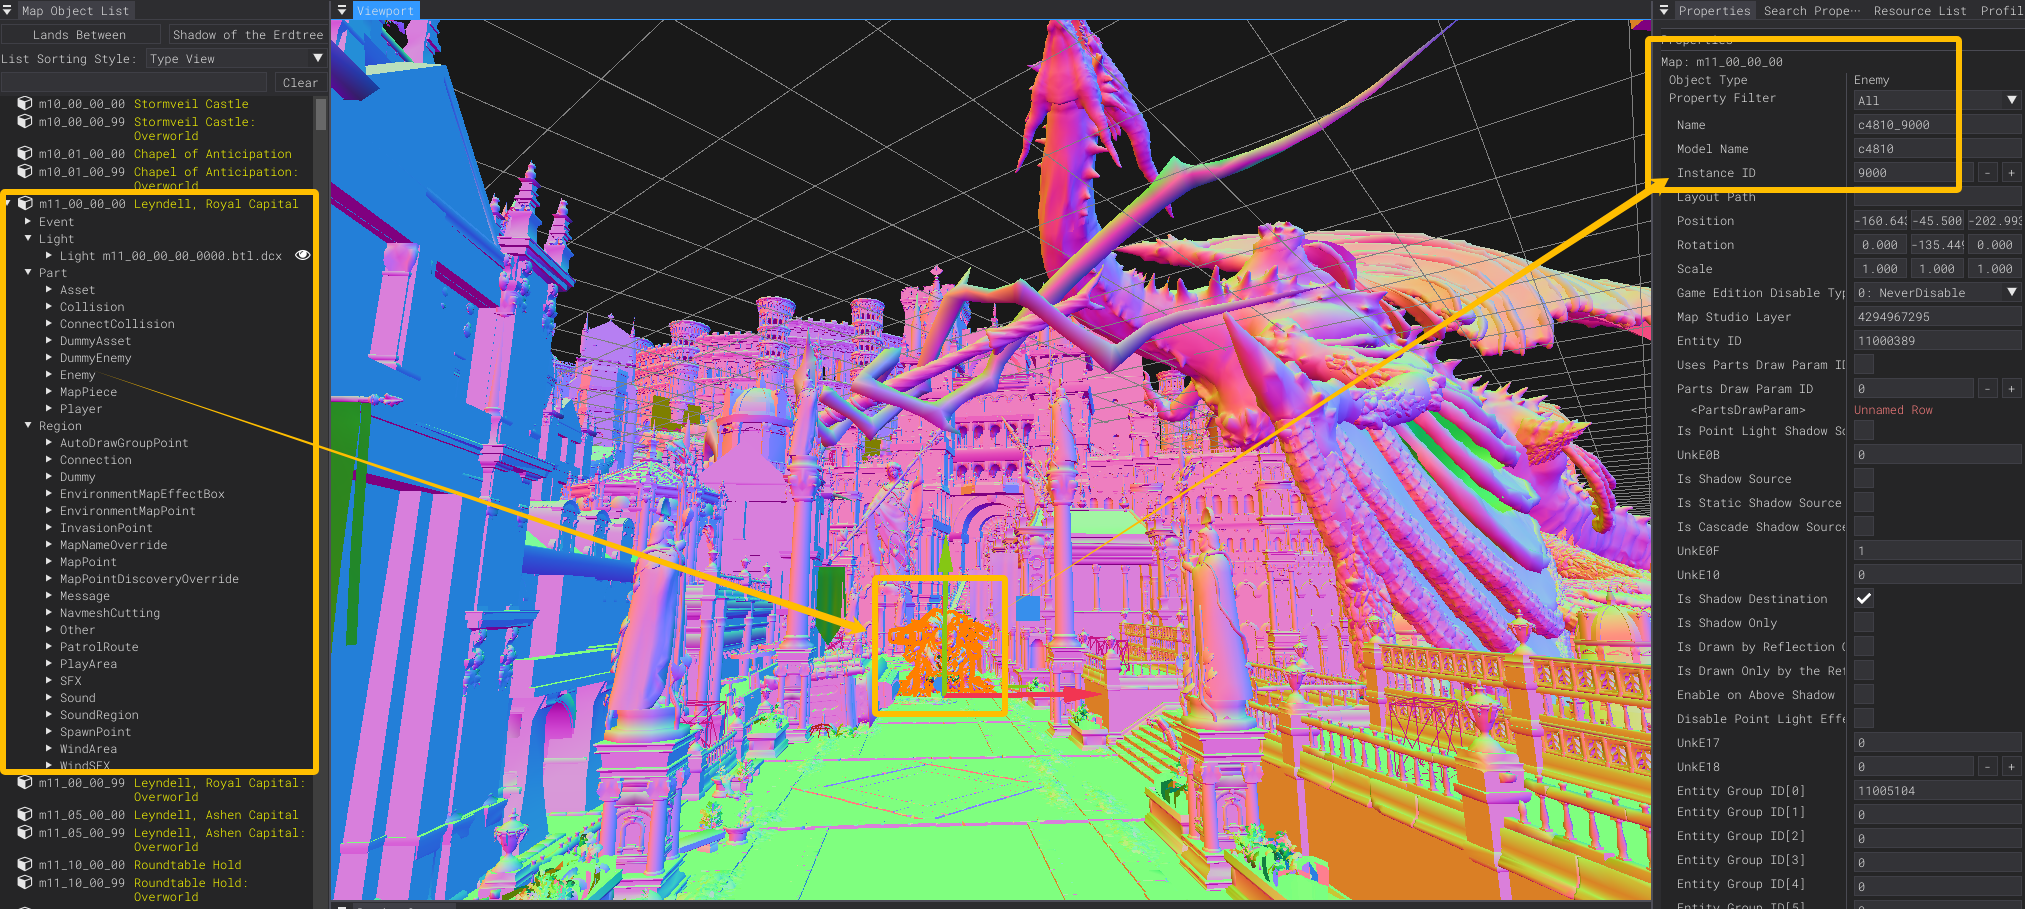 Map Object List
Lands Between
Shadow of the Erdtree
List Sorting Style:
Type View
Clear
m10_00_00_00 Stormveil Castle
m10_00_00_99 Stormveil Castle:
Overworld
m10_01_00_00 Chapel of Anticipation
m10_01_00_99 Chapel of Anticipation:
Overworld
m11_00_00_00 Leyndell, Royal Capital
Event
Light
Light m11_00_00_00_0000.btl.dcx
Part
Asset
Collision
ConnectCollision
DummyAsset
DummyEnemy
Enemy
MapPiece
Player
Region
AutoDrawGroupPoint
Connection
Dummy
EnvironmentMapEffectBox
EnvironmentMapPoint
InvasionPoint
MapNameOverride
MapPoint
MapPointDiscoveryOverride
Message
NavmeshCutting
Other
PatrolRoute
PlayArea
SFX
Sound
SoundRegion
SpawnPoint
WindArea
WindSFX
m11_00_00_99 Leyndell, Royal Capital:
Overworld
m11_05_00_00 Leyndell, Ashen Capital
m11_05_00_99 Leyndell, Ashen Capital:
Overworld
m11_10_00_00 Roundtable Hold
m11_10_00_99 Roundtable Hold:
Overworld
Viewport
Properties
Search Prope···
Resource List
Profil
Properties
Map: m11_00_00_00
Object Type Enemy
Property Filter All
Name c4810_9000
Model Name c4810
Instance ID 9000 - +
Layout Path
Position -160.643 -45.500 -202.993
Rotation 0.000 -135.449 0.000
Scale 1.000 1.000 1.000
Game Edition Disable Typ 0: NeverDisable
Map Studio Layer 4294967295
Entity ID 11000389
Uses Parts Draw Param ID
Parts Draw Param ID 0 - +
<PartsDrawParam> Unnamed Row
Is Point Light Shadow So
UnkE0B 0
Is Shadow Source
Is Static Shadow Source
Is Cascade Shadow Source
UnkE0F 1
UnkE10 0
Is Shadow Destination
Is Shadow Only
Is Drawn by Reflection C
Is Drawn Only by the Ref
Enable on Above Shadow
Disable Point Light Effe
UnkE17 0
UnkE18 0 - +
Entity Group ID[0] 11005104
Entity Group ID[1] 0
Entity Group ID[2] 0
Entity Group ID[3] 0
Entity Group ID[4] 0
Entity Group ID[5]